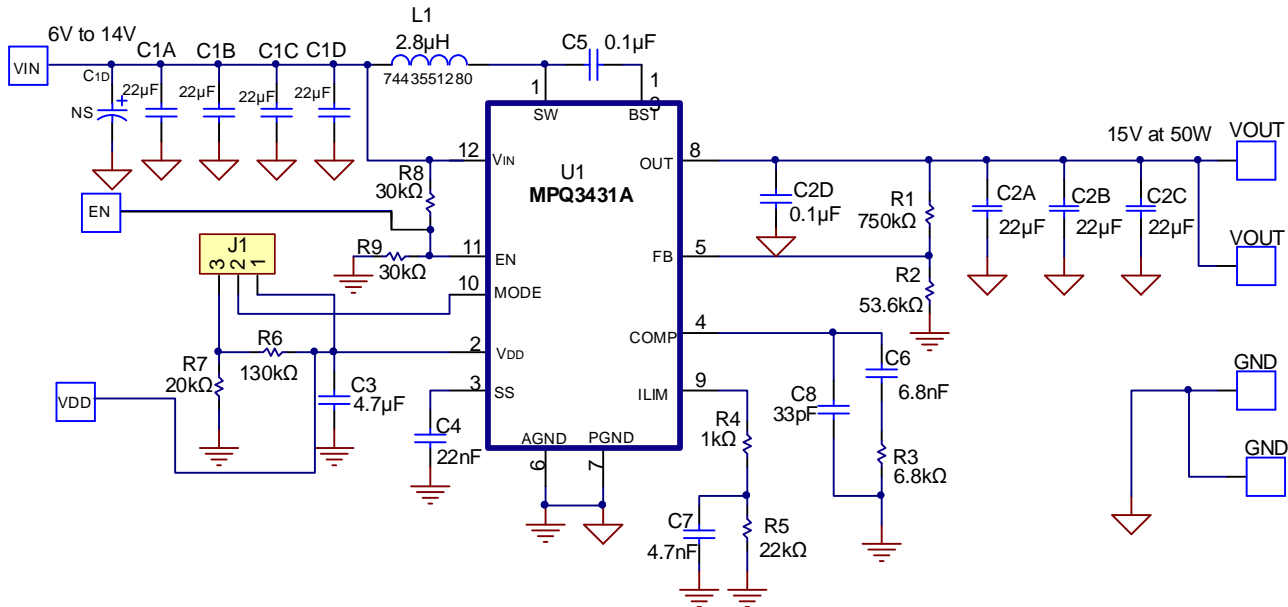 6V to 14V
VIN
C1D
NS
+
C1A
22µF
C1B
22µF
C1C
22µF
C1D
22µF
L1
2.8µH
7443551280
C5
0.1µF
1
SW
1
3
BST
U1
MPQ3431A
12
VIN
R8
30kΩ
EN
R9
30kΩ
11
EN
J1
3
2
1
10
MODE
R6
130kΩ
R7
20kΩ
2
VDD
VDD
C3
4.7µF
3
SS
C4
22nF
AGND
6
PGND
7
OUT
8
15V at 50W
VOUT
VOUT
C2D
0.1µF
R1
750kΩ
C2A
22µF
C2B
22µF
C2C
22µF
FB
5
R2
53.6kΩ
COMP
4
C6
6.8nF
C8
33pF
R3
6.8kΩ
ILIM
9
R4
1kΩ
C7
4.7nF
R5
22kΩ
GND
GND